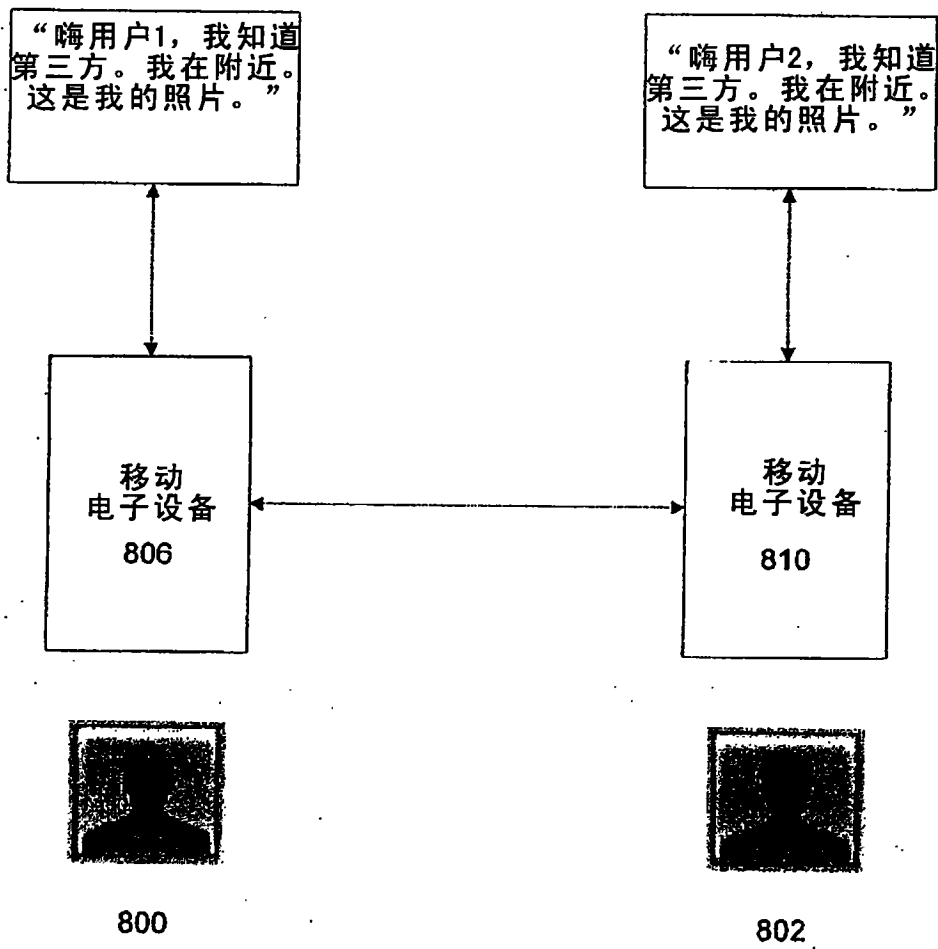 “嗨用户1，我知道
第三方。我在附近。
这是我的照片。”
“嗨用户2，我知道
第三方。我在附近。
这是我的照片。”
移动
电子设备
806
移动
电子设备
810
800
802